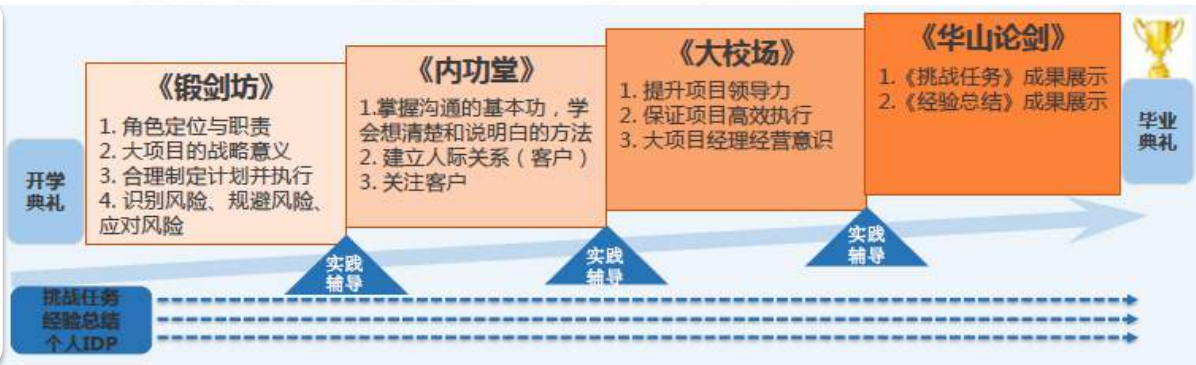 开学
典礼
《锻剑坊》
1. 角色定位与职责
2. 大项目的战略意义
3. 合理制定计划并执行
4. 识别风险、规避风险、
应对风险
《内功堂》
1.掌握沟通的基本功，学
会想清楚和说明白的方法
2. 建立人际关系（客户）
3. 关注客户
《大校场》
1. 提升项目领导力
2. 保证项目高效执行
3. 大项目经理经营意识
《华山论剑》
1.《挑战任务》成果展示
2.《经验总结》成果展示
毕业
典礼
实践
辅导
实践
辅导
实践
辅导
挑战任务
经验总结
个人IDP